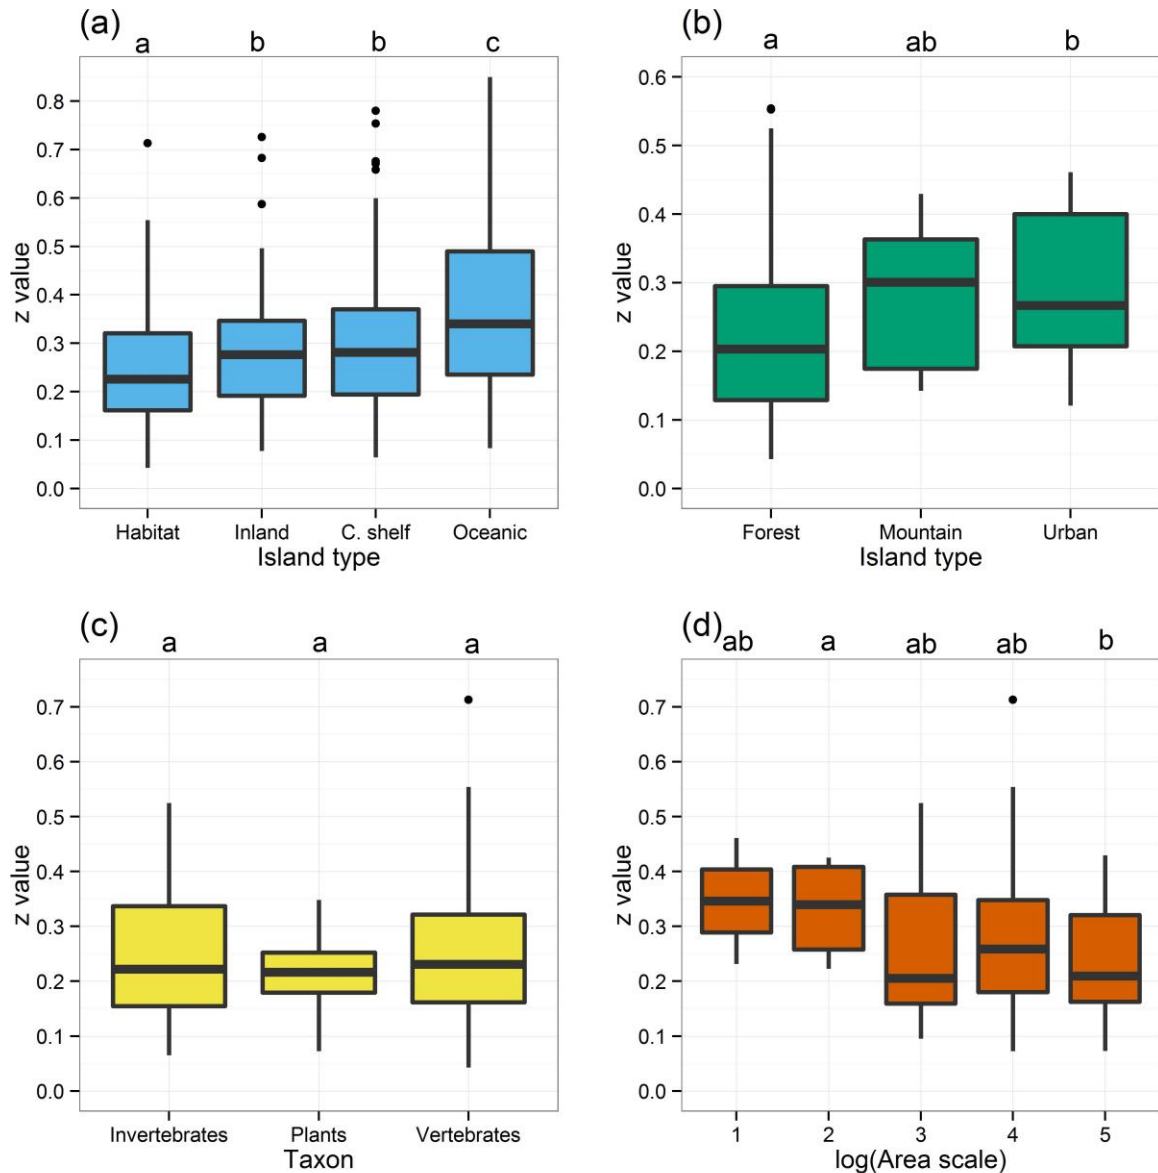 (a)
a b b c
0.8
0.7
0.6
0.5
0.4
0.3
0.2
0.1
0.0
z value
Habitat Inland C. shelf Oceanic
Island type
(b)
a ab b
0.6
0.5
0.4
0.3
0.2
0.1
0.0
z value
Forest Mountain Urban
Island type
(c)
a a a
0.7
0.6
0.5
0.4
0.3
0.2
0.1
0.0
z value
Invertebrates Plants Vertebrates
Taxon
(d)
ab a ab ab b
0.7
0.6
0.5
0.4
0.3
0.2
0.1
0.0
z value
1 2 3 4 5
log(Area scale)